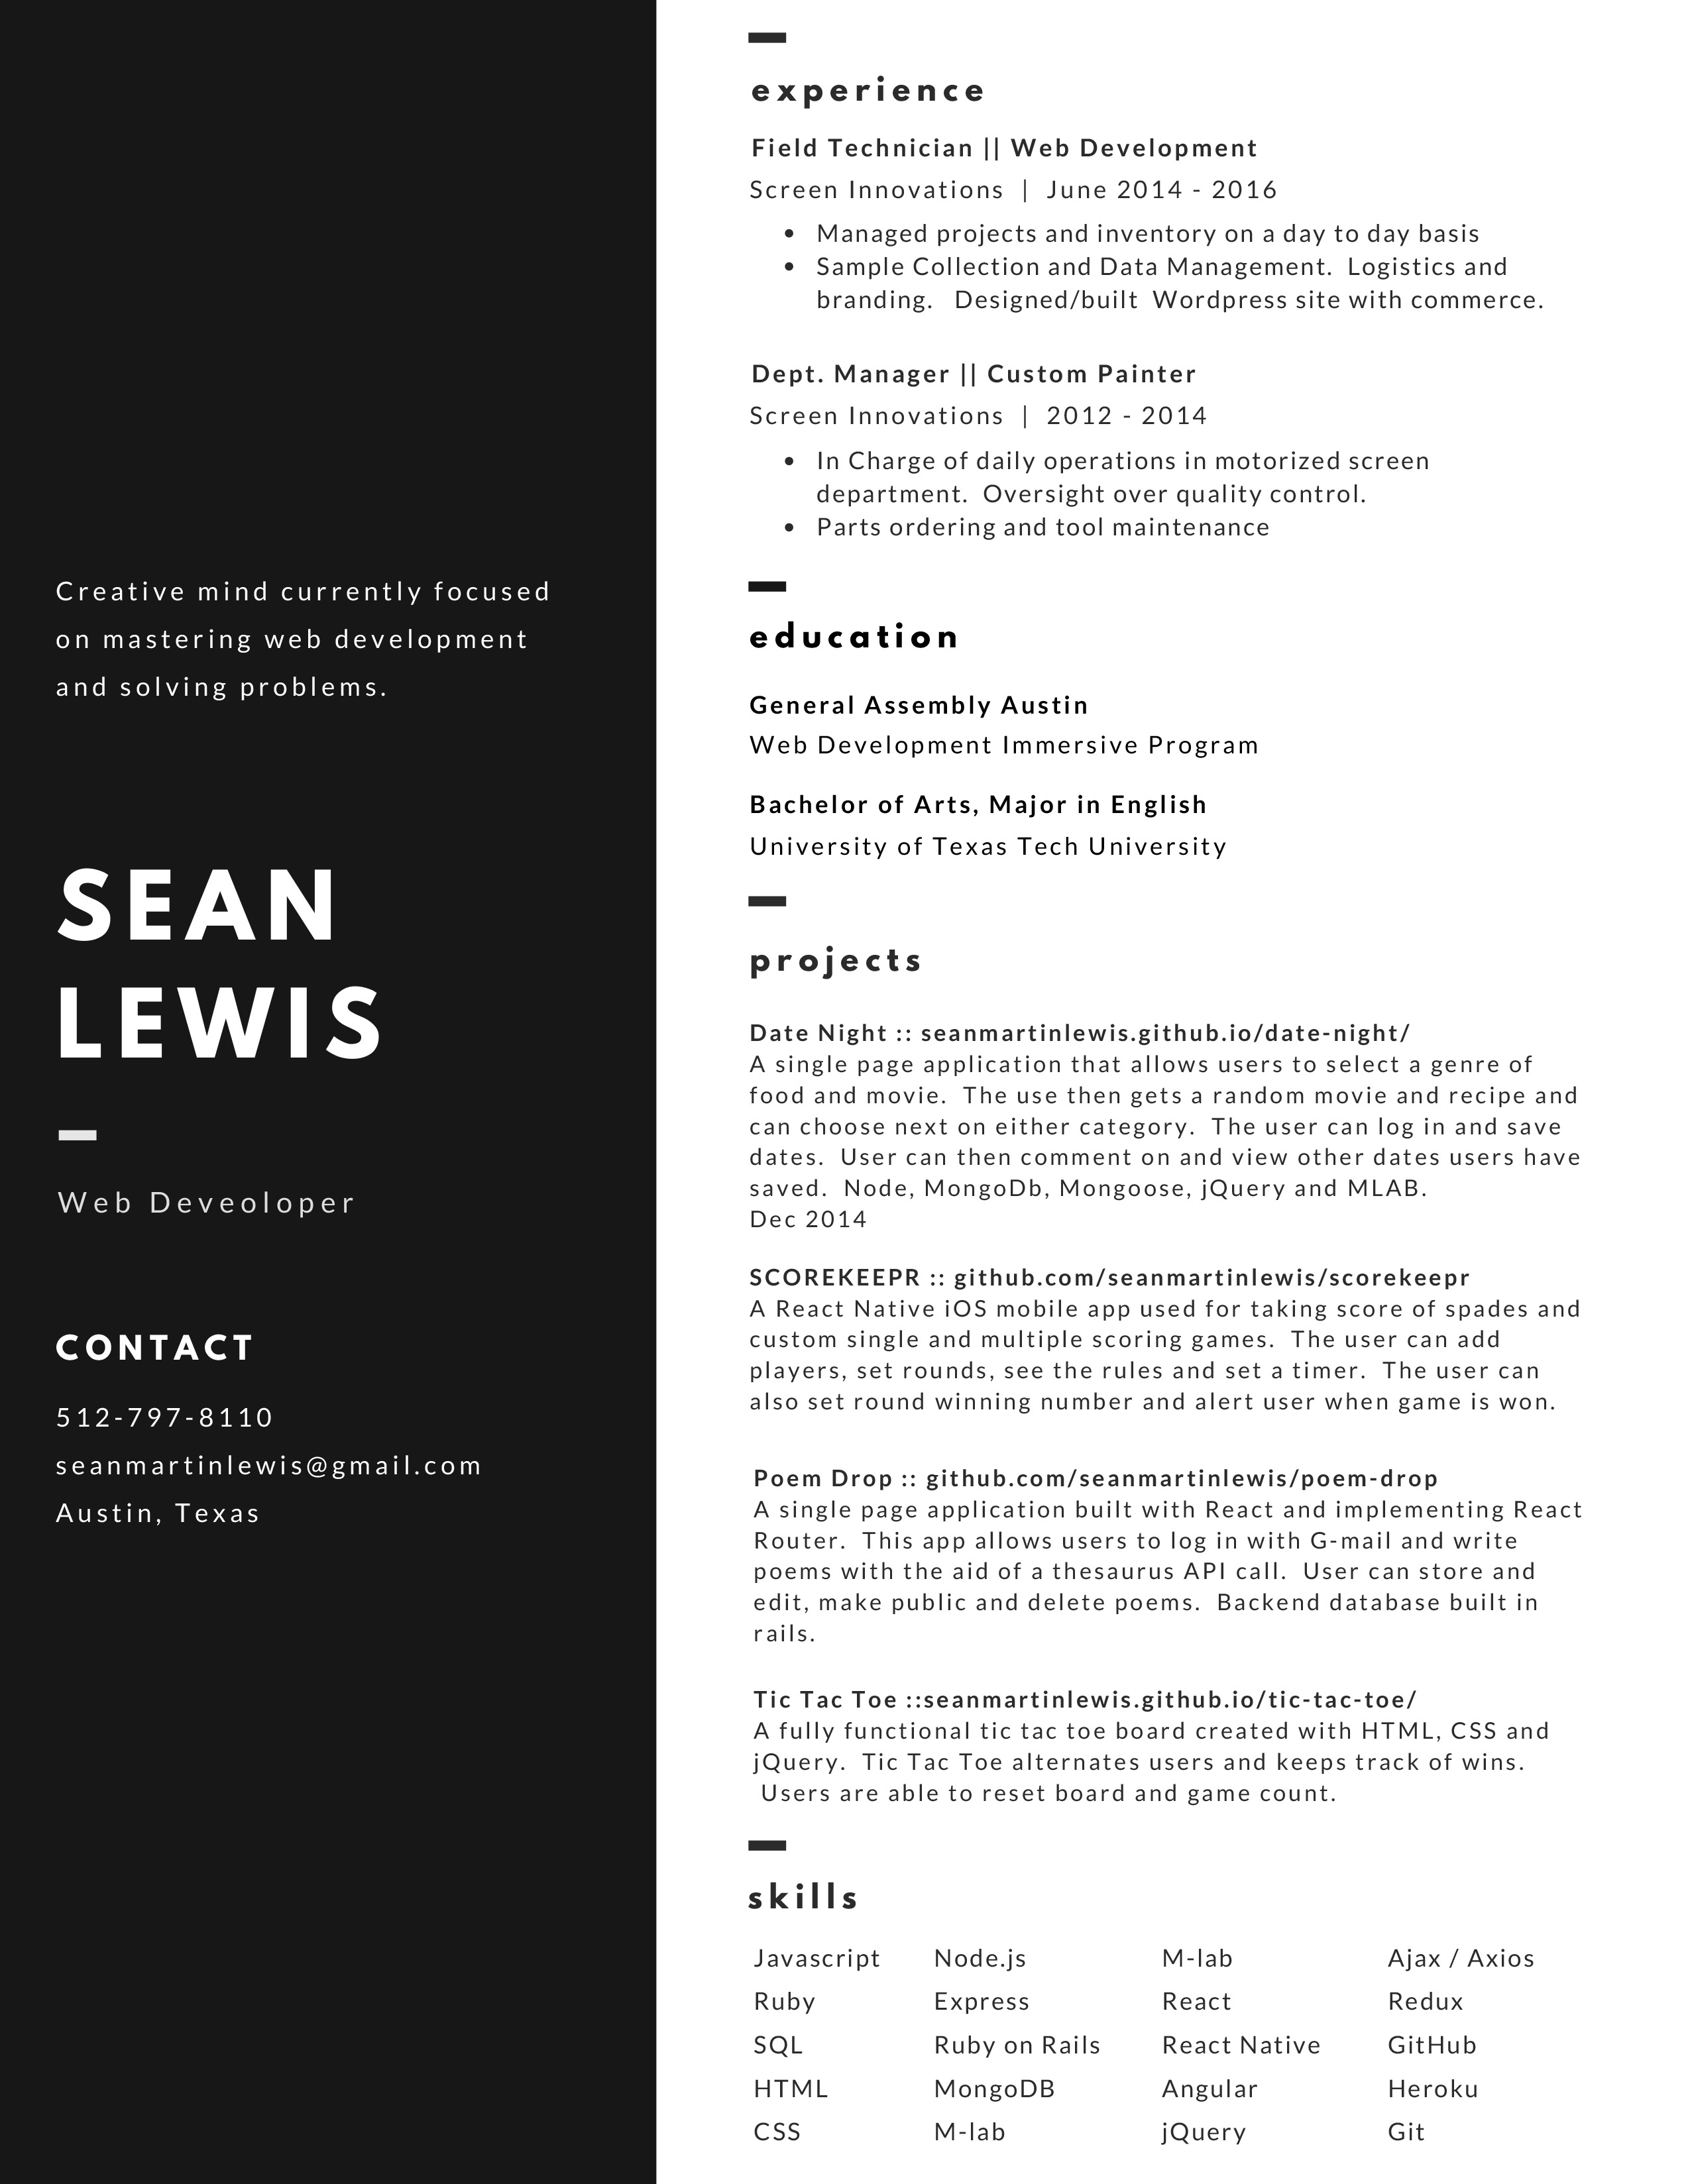 Creative mind currently focused
on mastering web development
and solving problems.
SEAN
LEWIS
Web Deveoloper
CONTACT
512-797-8110
seanmartinlewis@gmail.com
Austin, Texas
experience
Field Technician || Web Development
Screen Innovations | June 2014 - 2016
• Managed projects and inventory on a day to day basis
• Sample Collection and Data Management. Logistics and
branding. Designed/built Wordpress site with commerce.
Dept. Manager || Custom Painter
Screen Innovations | 2012 - 2014
• In Charge of daily operations in motorized screen
department. Oversight over quality control.
• Parts ordering and tool maintenance
education
General Assembly Austin
Web Development Immersive Program
Bachelor of Arts, Major in English
University of Texas Tech University
projects
Date Night :: seanmartinlewis.github.io/date-night/
A single page application that allows users to select a genre of
food and movie. The use then gets a random movie and recipe and
can choose next on either category. The user can log in and save
dates. User can then comment on and view other dates users have
saved. Node, MongoDb, Mongoose, jQuery and MLAB.
Dec 2014
SCOREKEEPR :: github.com/seanmartinlewis/scorekeepr
A React Native iOS mobile app used for taking score of spades and
custom single and multiple scoring games. The user can add
players, set rounds, see the rules and set a timer. The user can
also set round winning number and alert user when game is won.
Poem Drop :: github.com/seanmartinlewis/poem-drop
A single page application built with React and implementing React
Router. This app allows users to log in with G-mail and write
poems with the aid of a thesaurus API call. User can store and
edit, make public and delete poems. Backend database built in
rails.
Tic Tac Toe ::seanmartinlewis.github.io/tic-tac-toe/
A fully functional tic tac toe board created with HTML, CSS and
jQuery. Tic Tac Toe alternates users and keeps track of wins.
Users are able to reset board and game count.
skills
Javascript Node.js M-lab Ajax / Axios
Ruby Express React Redux
SQL Ruby on Rails React Native GitHub
HTML MongoDB Angular Heroku
CSS M-lab jQuery Git